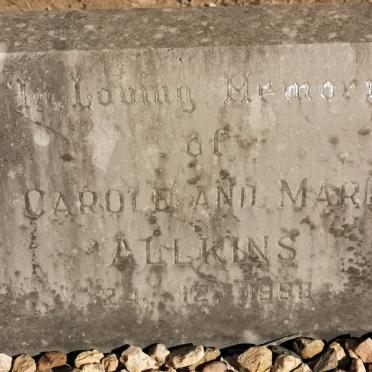 In Loving Memory
of
CAROLE AND
ALLKINS
24. 12.